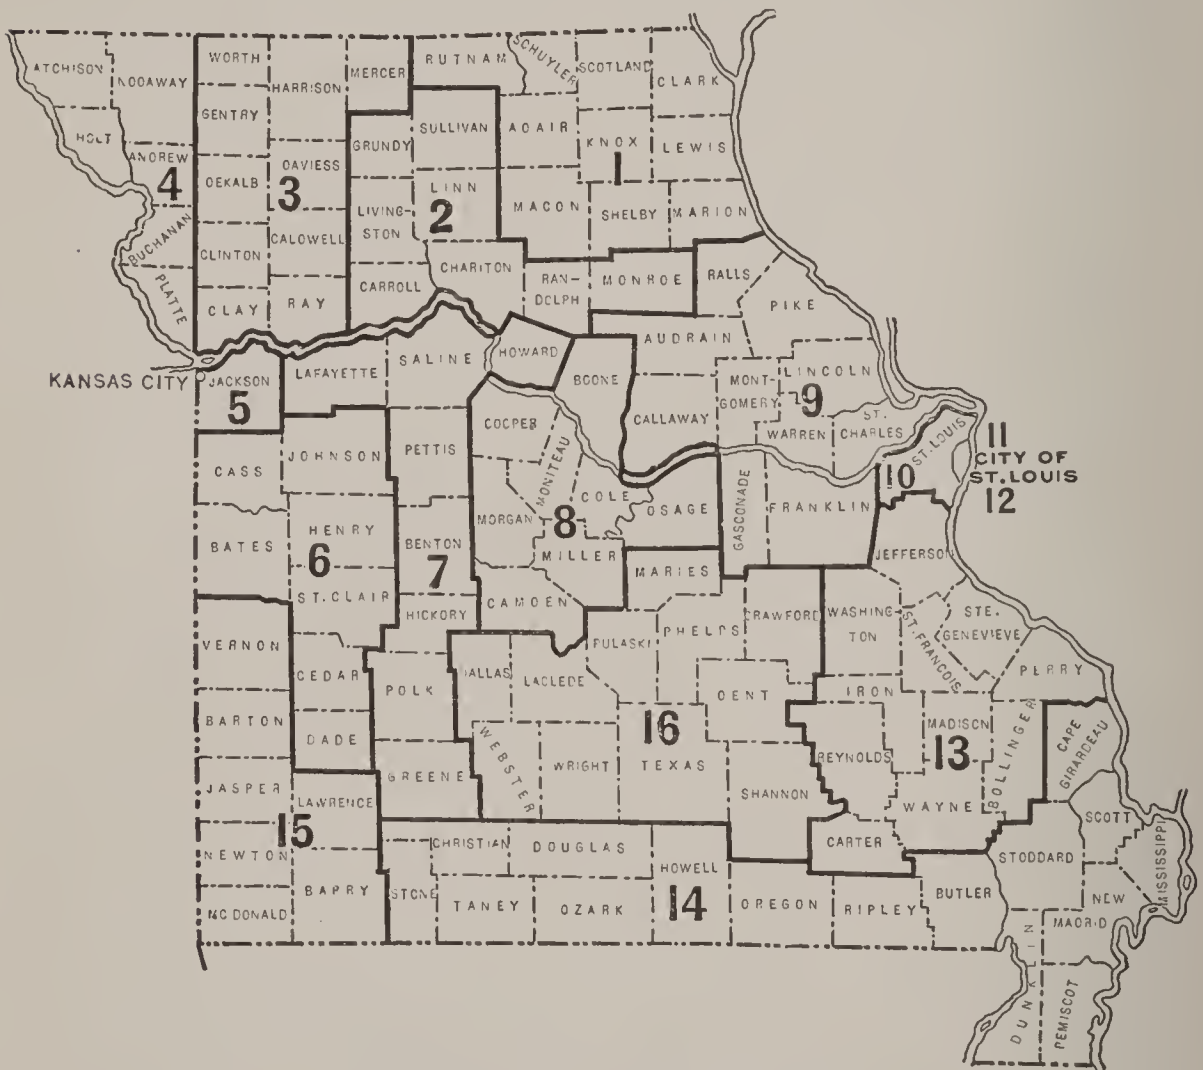 ATCHISON
NODAWAY
WORTH
HARRISON
MERCER
RUTNAM
SCHUYLER
SCOTLAND
CLARK
GENTRY
HOLT
ANDREW
4
DEKALB
DAVIESS
3
GRUNDY
SULLIVAN
ADAIR
KNOX
1
LEWIS
LINN
2
LIVING-
STON
MACON
SHELBY
MARION
BUCHANAN
CLINTON
CALDWELL
PLATTE
CLAY
RAY
CARROLL
CHARITON
RAN-
DOLPH
MONROE
RALLS
PIKE
KANSAS CITY
JACKSON
5
LAFAYETTE
SALINE
HOWARD
BOONE
AUDRAIN
CALLAWAY
MONT-
GOMERY
LINCOLN
9
WARREN
ST.
CHARLES
ST. LOUIS
10
11
CITY OF
ST. LOUIS
12
CASS
JOHNSON
PETTIS
COOPER
MONITEAU
MORGAN
COLE
8
OSAGE
GASCONADE
FRANKLIN
JEFFERSON
BATES
HENRY
6
ST. CLAIR
BENTON
7
HICKORY
MILLER
CAMDEN
MARIES
PULASKI
PHELPS
CRAWFORD
WASHING-
TON
ST. FRANCOIS
STE.
GENEVIEVE
PERRY
VERNON
CEDAR
POLK
DALLAS
LACLEDE
DENT
IRON
MADISON
13
BOLLINGER
CAPE
GIRARDEAU
BARTON
DADE
GREENE
WEBSTER
WRIGHT
16
TEXAS
SHANNON
REYNOLDS
WAYNE
JASPER
LAWRENCE
15
NEWTON
BARRY
MC DONALD
STONE
CHRISTIAN
TANEY
DOUGLAS
OZARK
HOWELL
14
OREGON
CARTER
RIPLEY
BUTLER
STODDARD
SCOTT
MISSISSIPPI
NEW
MADRID
DUNKLIN
PEMISCOT